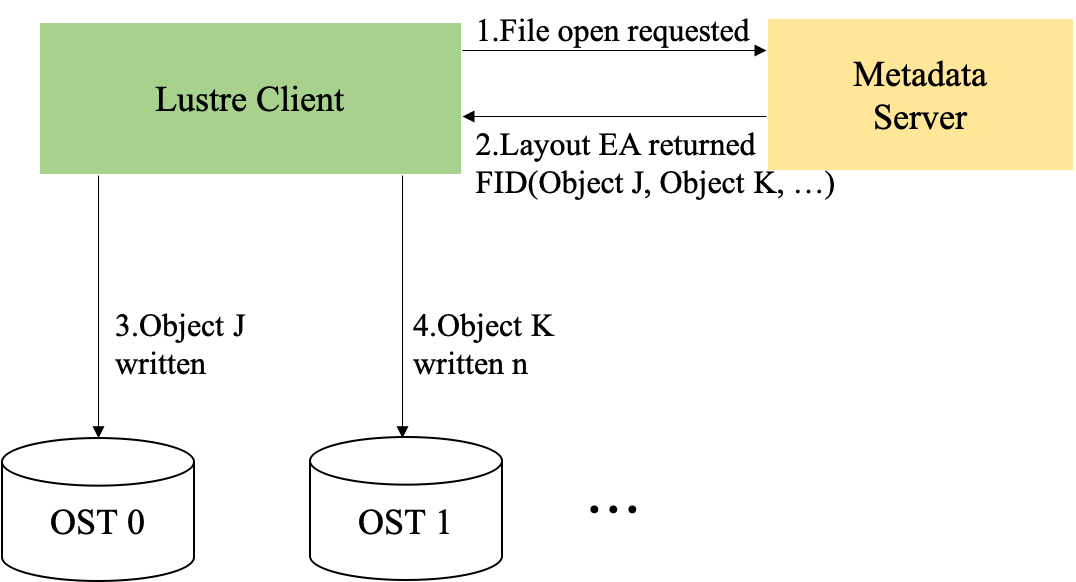 1.File open requested
Lustre Client
Metadata
Server
2.Layout EA returned
FID(Object J, Object K, …)
3.Object J
written
4.Object K
written n
OST 0
OST 1
…